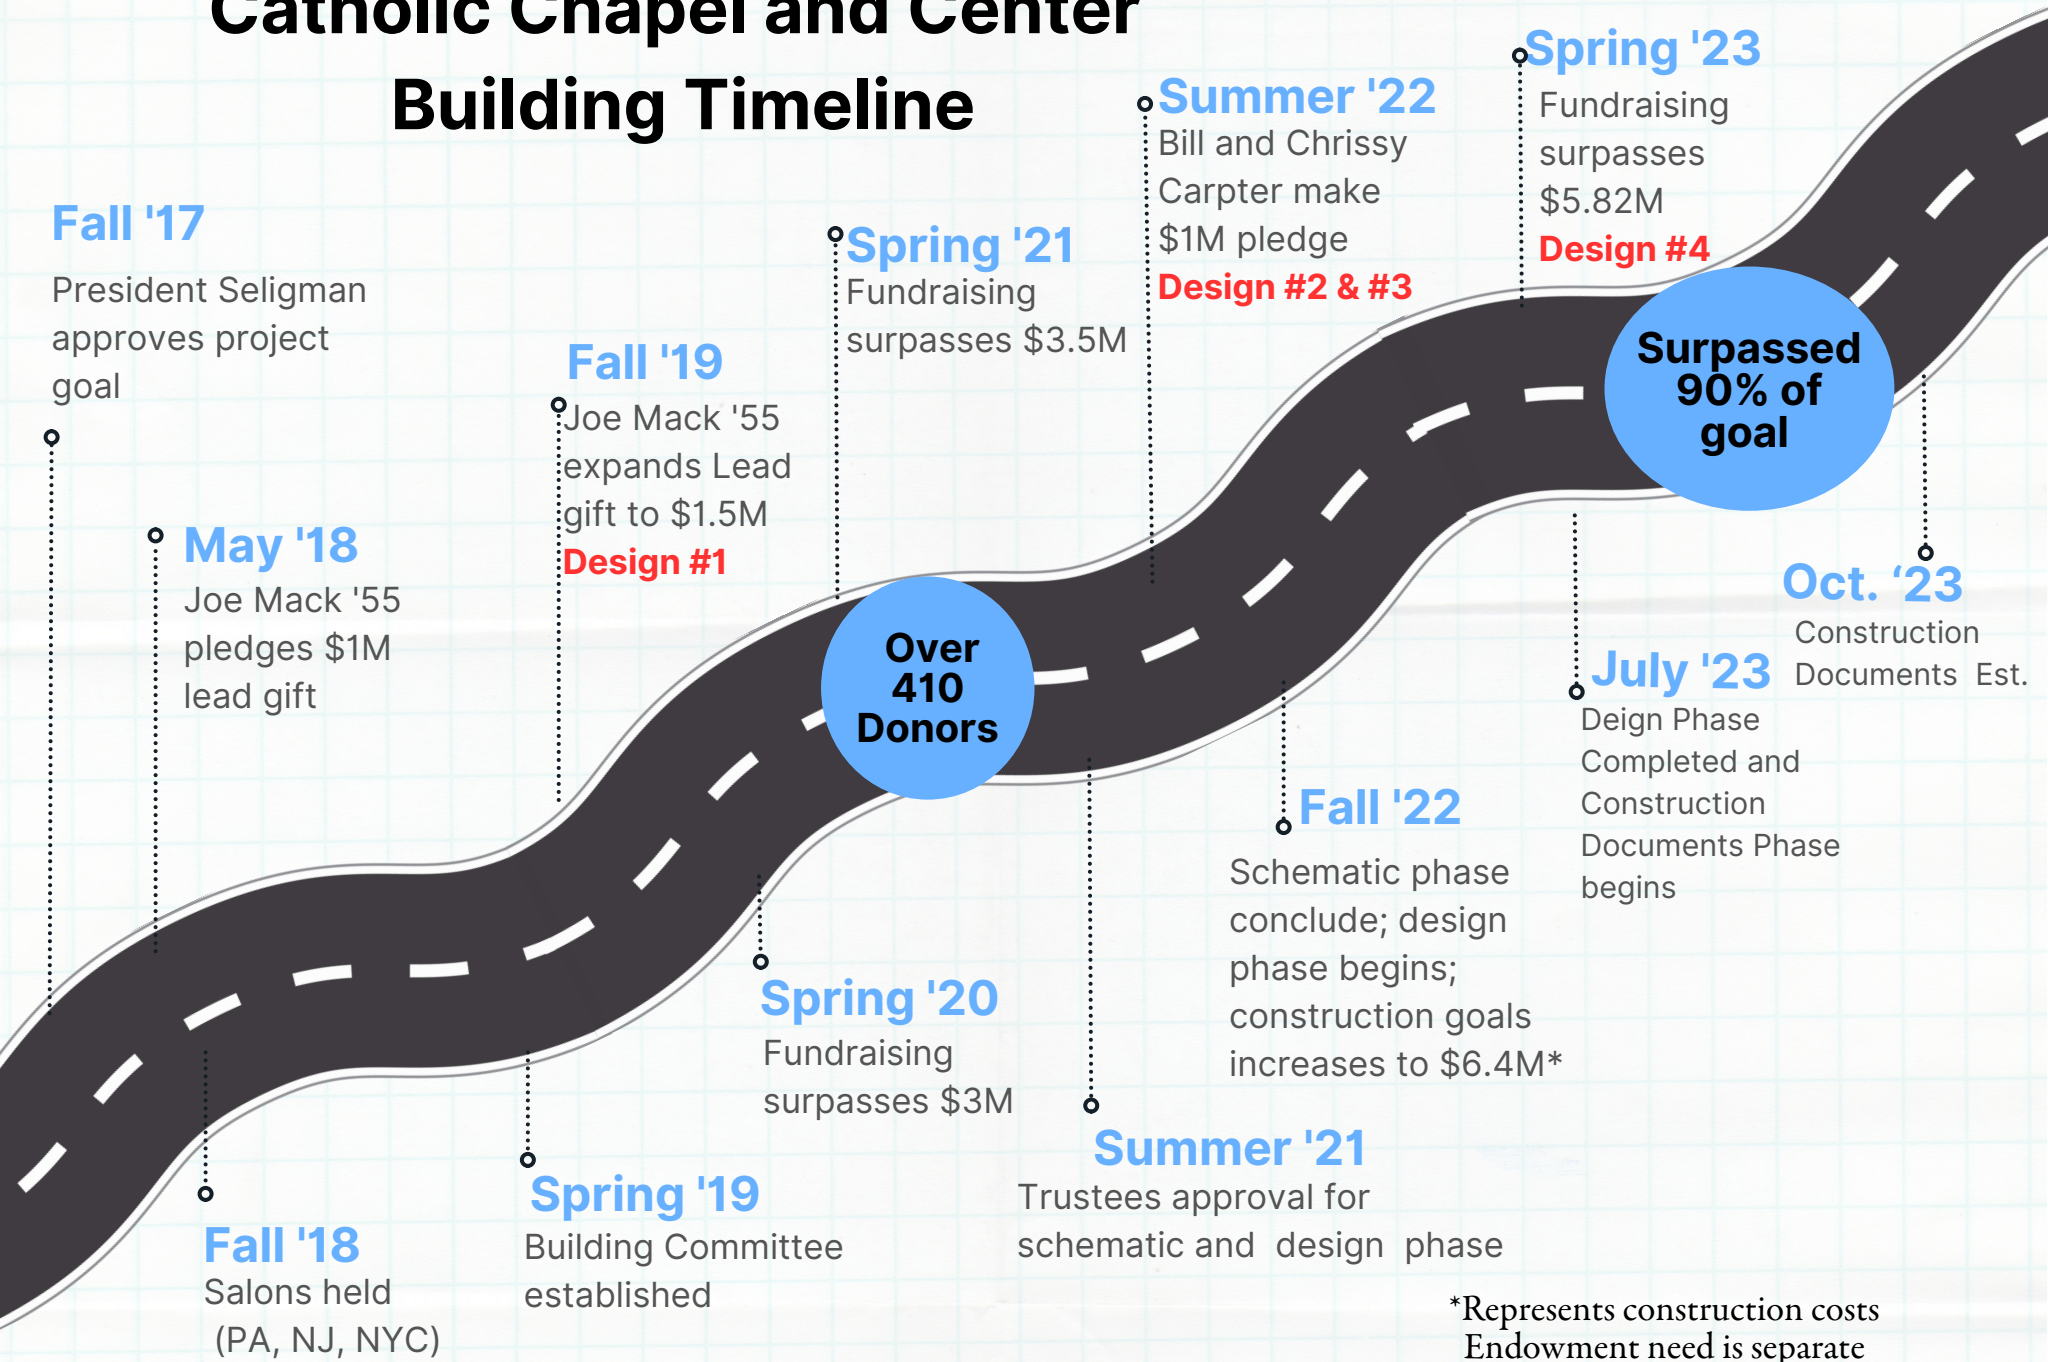 Catholic Chapel and Center
Building Timeline
Fall '17
President Seligman
approves project
goal
May '18
Joe Mack '55
pledges $1M
lead gift
Fall '18
Salons held
(PA, NJ, NYC)
Spring '19
Building Committee
established
Fall '19
Joe Mack '55
expands Lead
gift to $1.5M
Design #1
Spring '20
Fundraising
surpasses $3M
Spring '21
Fundraising
surpasses $3.5M
Over
410
Donors
Summer '21
Trustees approval for
schematic and design phase
Summer '22
Bill and Chrissy
Carpter make
$1M pledge
Design #2 & #3
Fall '22
Schematic phase
conclude; design
phase begins;
construction goals
increases to $6.4M*
Spring '23
Fundraising
surpasses
$5.82M
Design #4
Surpassed
90% of
goal
July '23
Deign Phase
Completed and
Construction
Documents Phase
begins
Oct. ‘23
Construction
Documents Est.
*Represents construction costs
Endowment need is separate